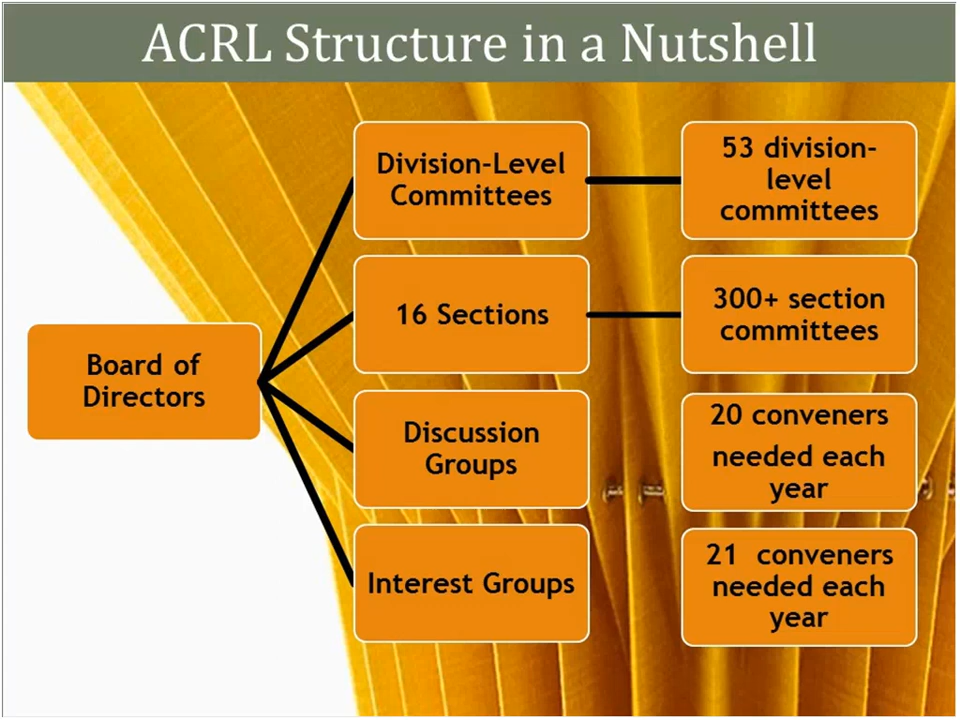 ACRL Structure in a Nutshell
Board of
Directors
Division-Level
Committees
53 division-
level
committees
16 Sections
300+ section
committees
Discussion
Groups
20 conveners
needed each
year
Interest Groups
21 conveners
needed each
year